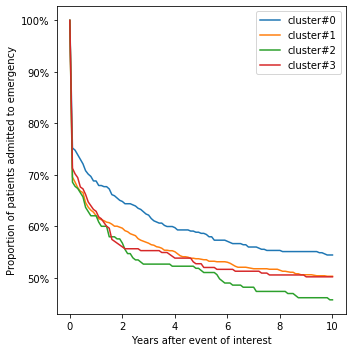 100%
90%
80%
70%
60%
50%
Proportion of patients admitted to emergency
cluster#0
cluster#1
cluster#2
cluster#3
0 2 4 6 8 10
Years after event of interest